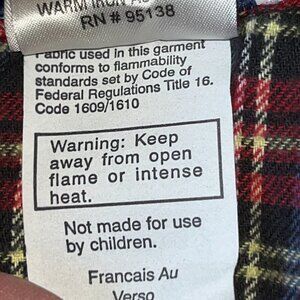 WARM IRON
RN # 95138
Fabric used in this garment
conforms to flammability
standards set by Code of
Federal Regulations Title 16.
Code 1609/1610
Warning: Keep
away from open
flame or intense
heat.
Not made for use
by children.
Francais Au
Verso